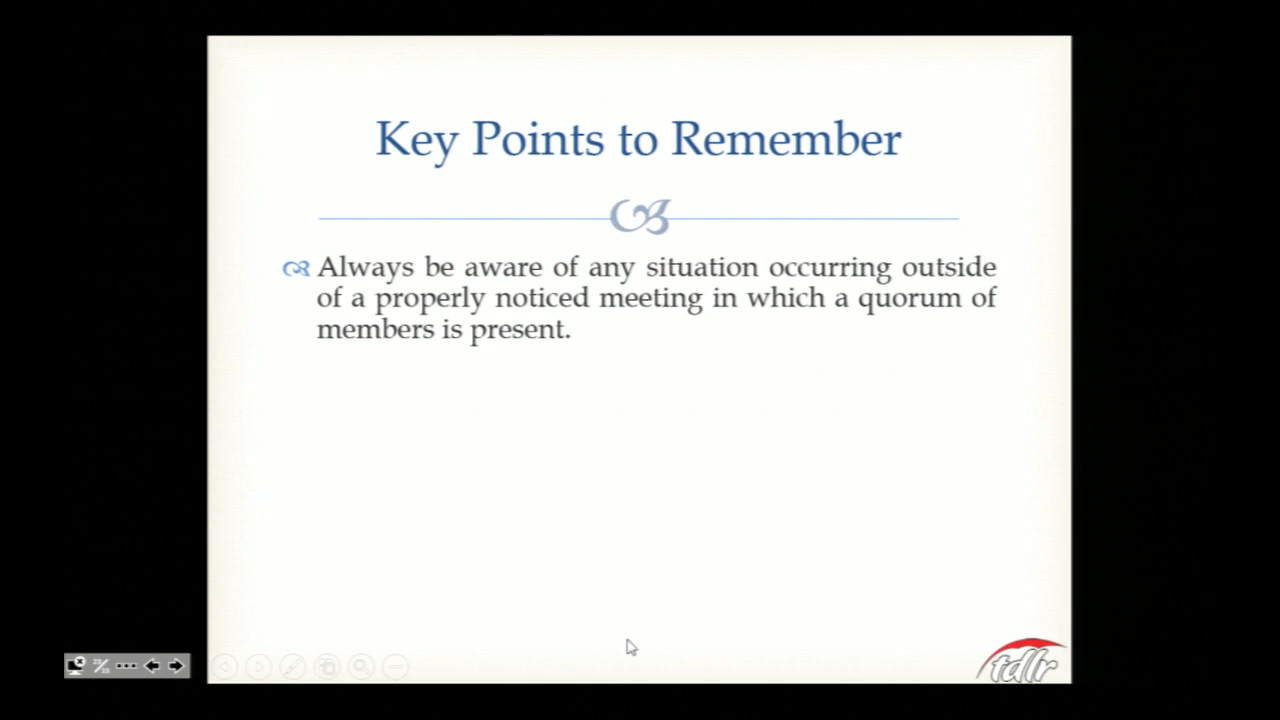 Key Points to Remember
Always be aware of any situation occurring outside
of a properly noticed meeting in which a quorum of
members is present.
tdlr